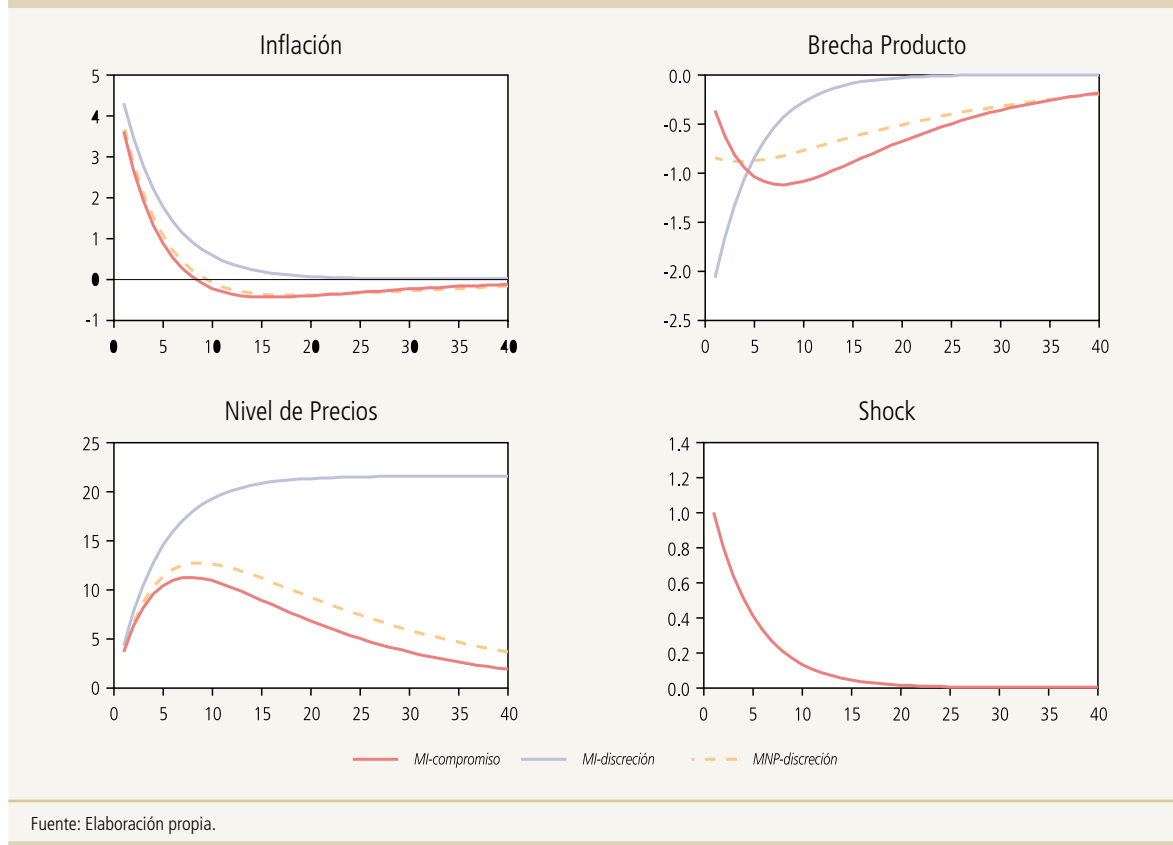 Inflación
5
4
3
2
1
0
-1
0 5 10 15 20 25 30 35 40
Brecha Producto
0.0
-0.5
-1.0
-1.5
-2.0
-2.5
0 5 10 15 20 25 30 35 40
Nivel de Precios
25
20
15
10
5
0
0 5 10 15 20 25 30 35 40
Shock
1.4
1.2
1.0
0.8
0.6
0.4
0.2
0.0
0 5 10 15 20 25 30 35 40
MI-compromiso MI-discreción MNP-discreción
Fuente: Elaboración propia.